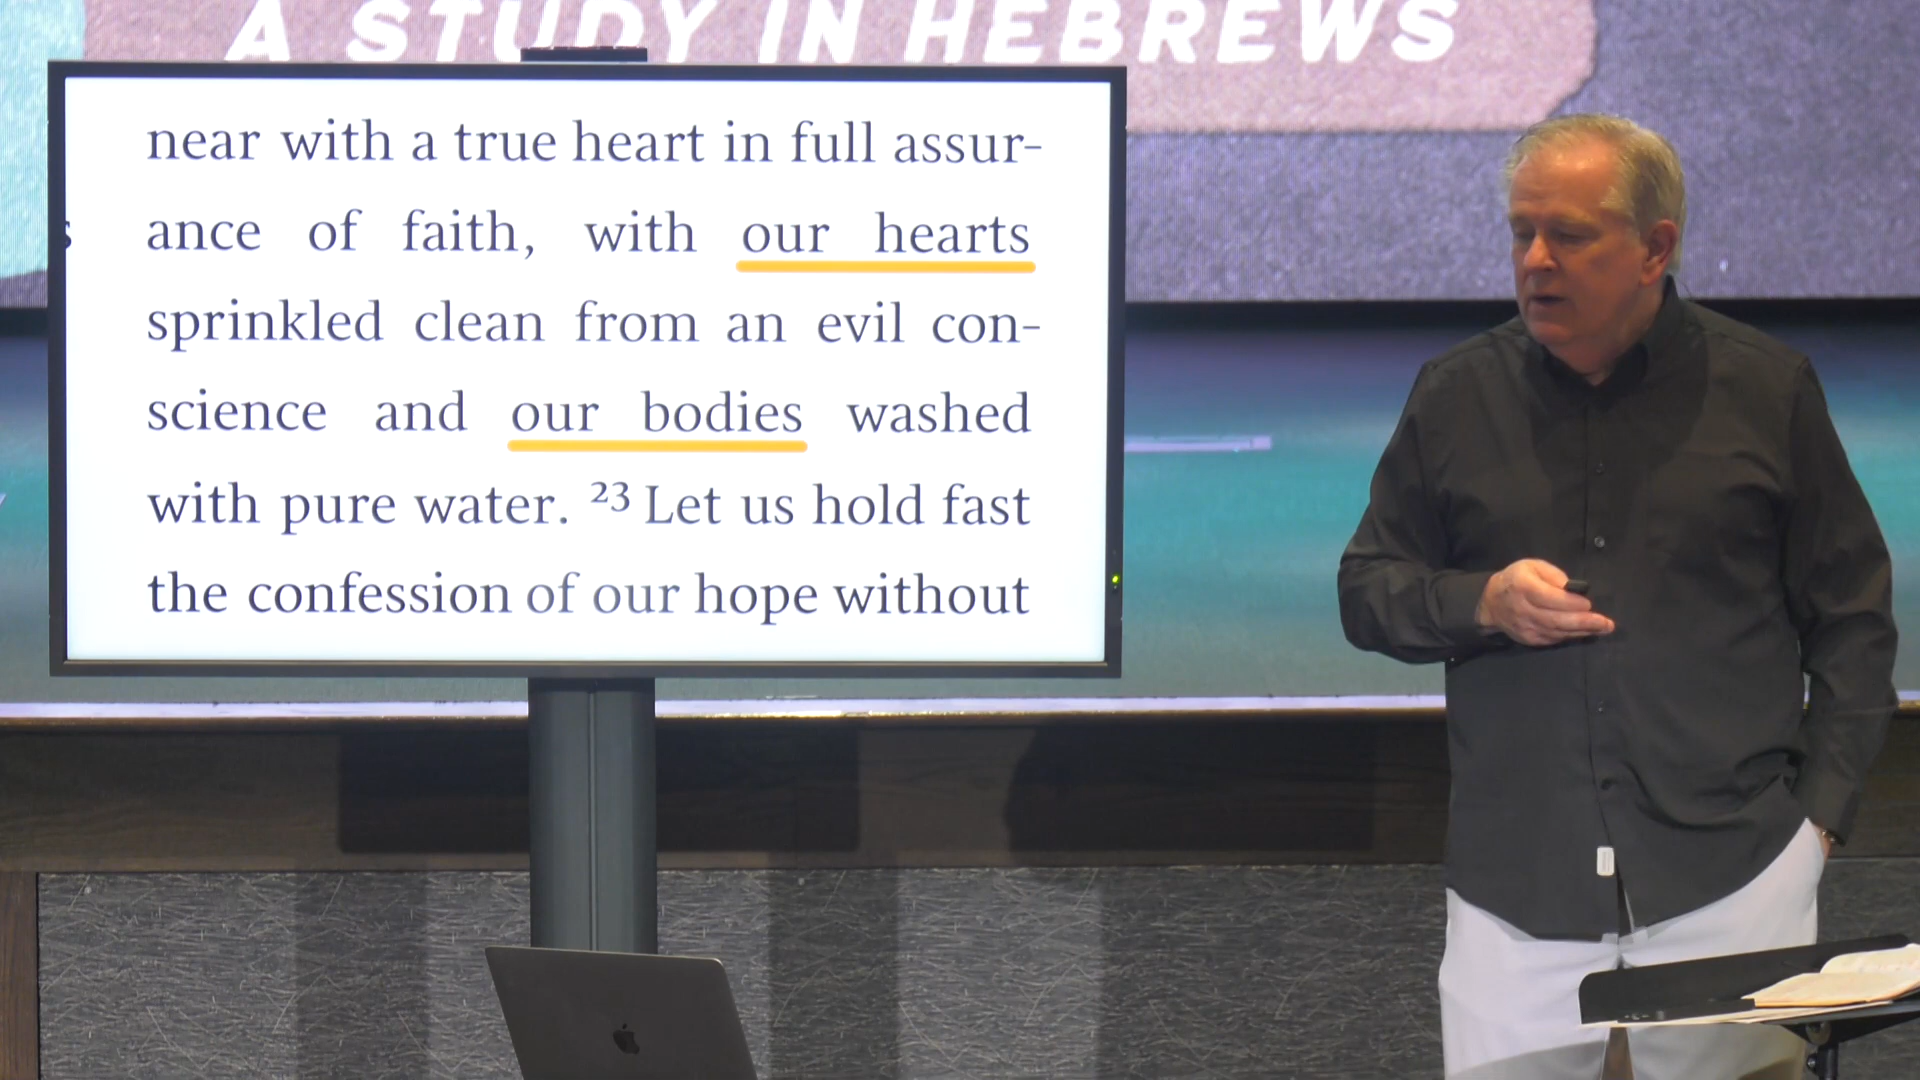 A STUDY IN HEBREWS
near with a true heart in full assur-
ance of faith, with our hearts
sprinkled clean from an evil con-
science and our bodies washed
with pure water. ²³ Let us hold fast
the confession of our hope without